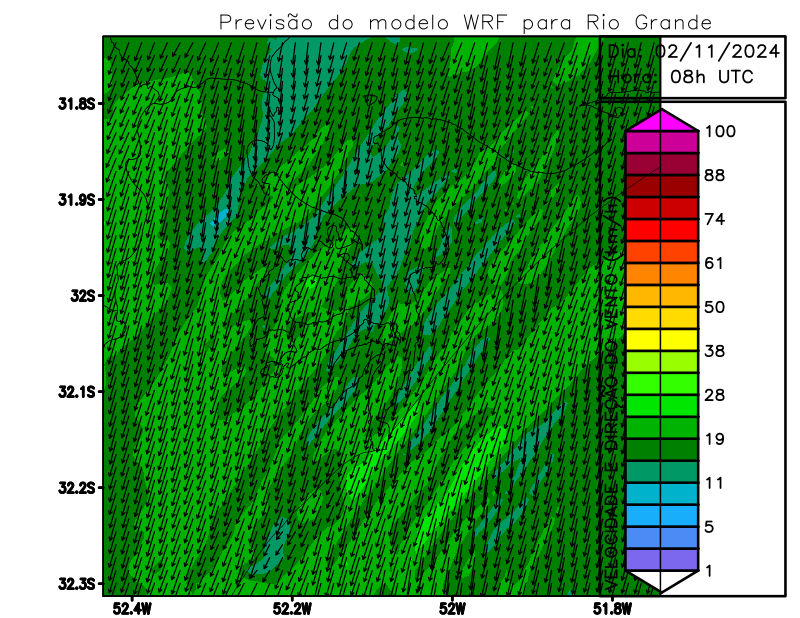 Previsão do modelo WRF para Rio Grande
Dia: 02/11/2024
Hora: 08h UTC
31.8S
31.9S
32S
32.1S
32.2S
32.3S
52.4W
52.2W
52W
51.8W
VELOCIDADE E DIREÇÃO DO VENTO (km/h)
100
88
74
61
50
38
28
19
11
5
1